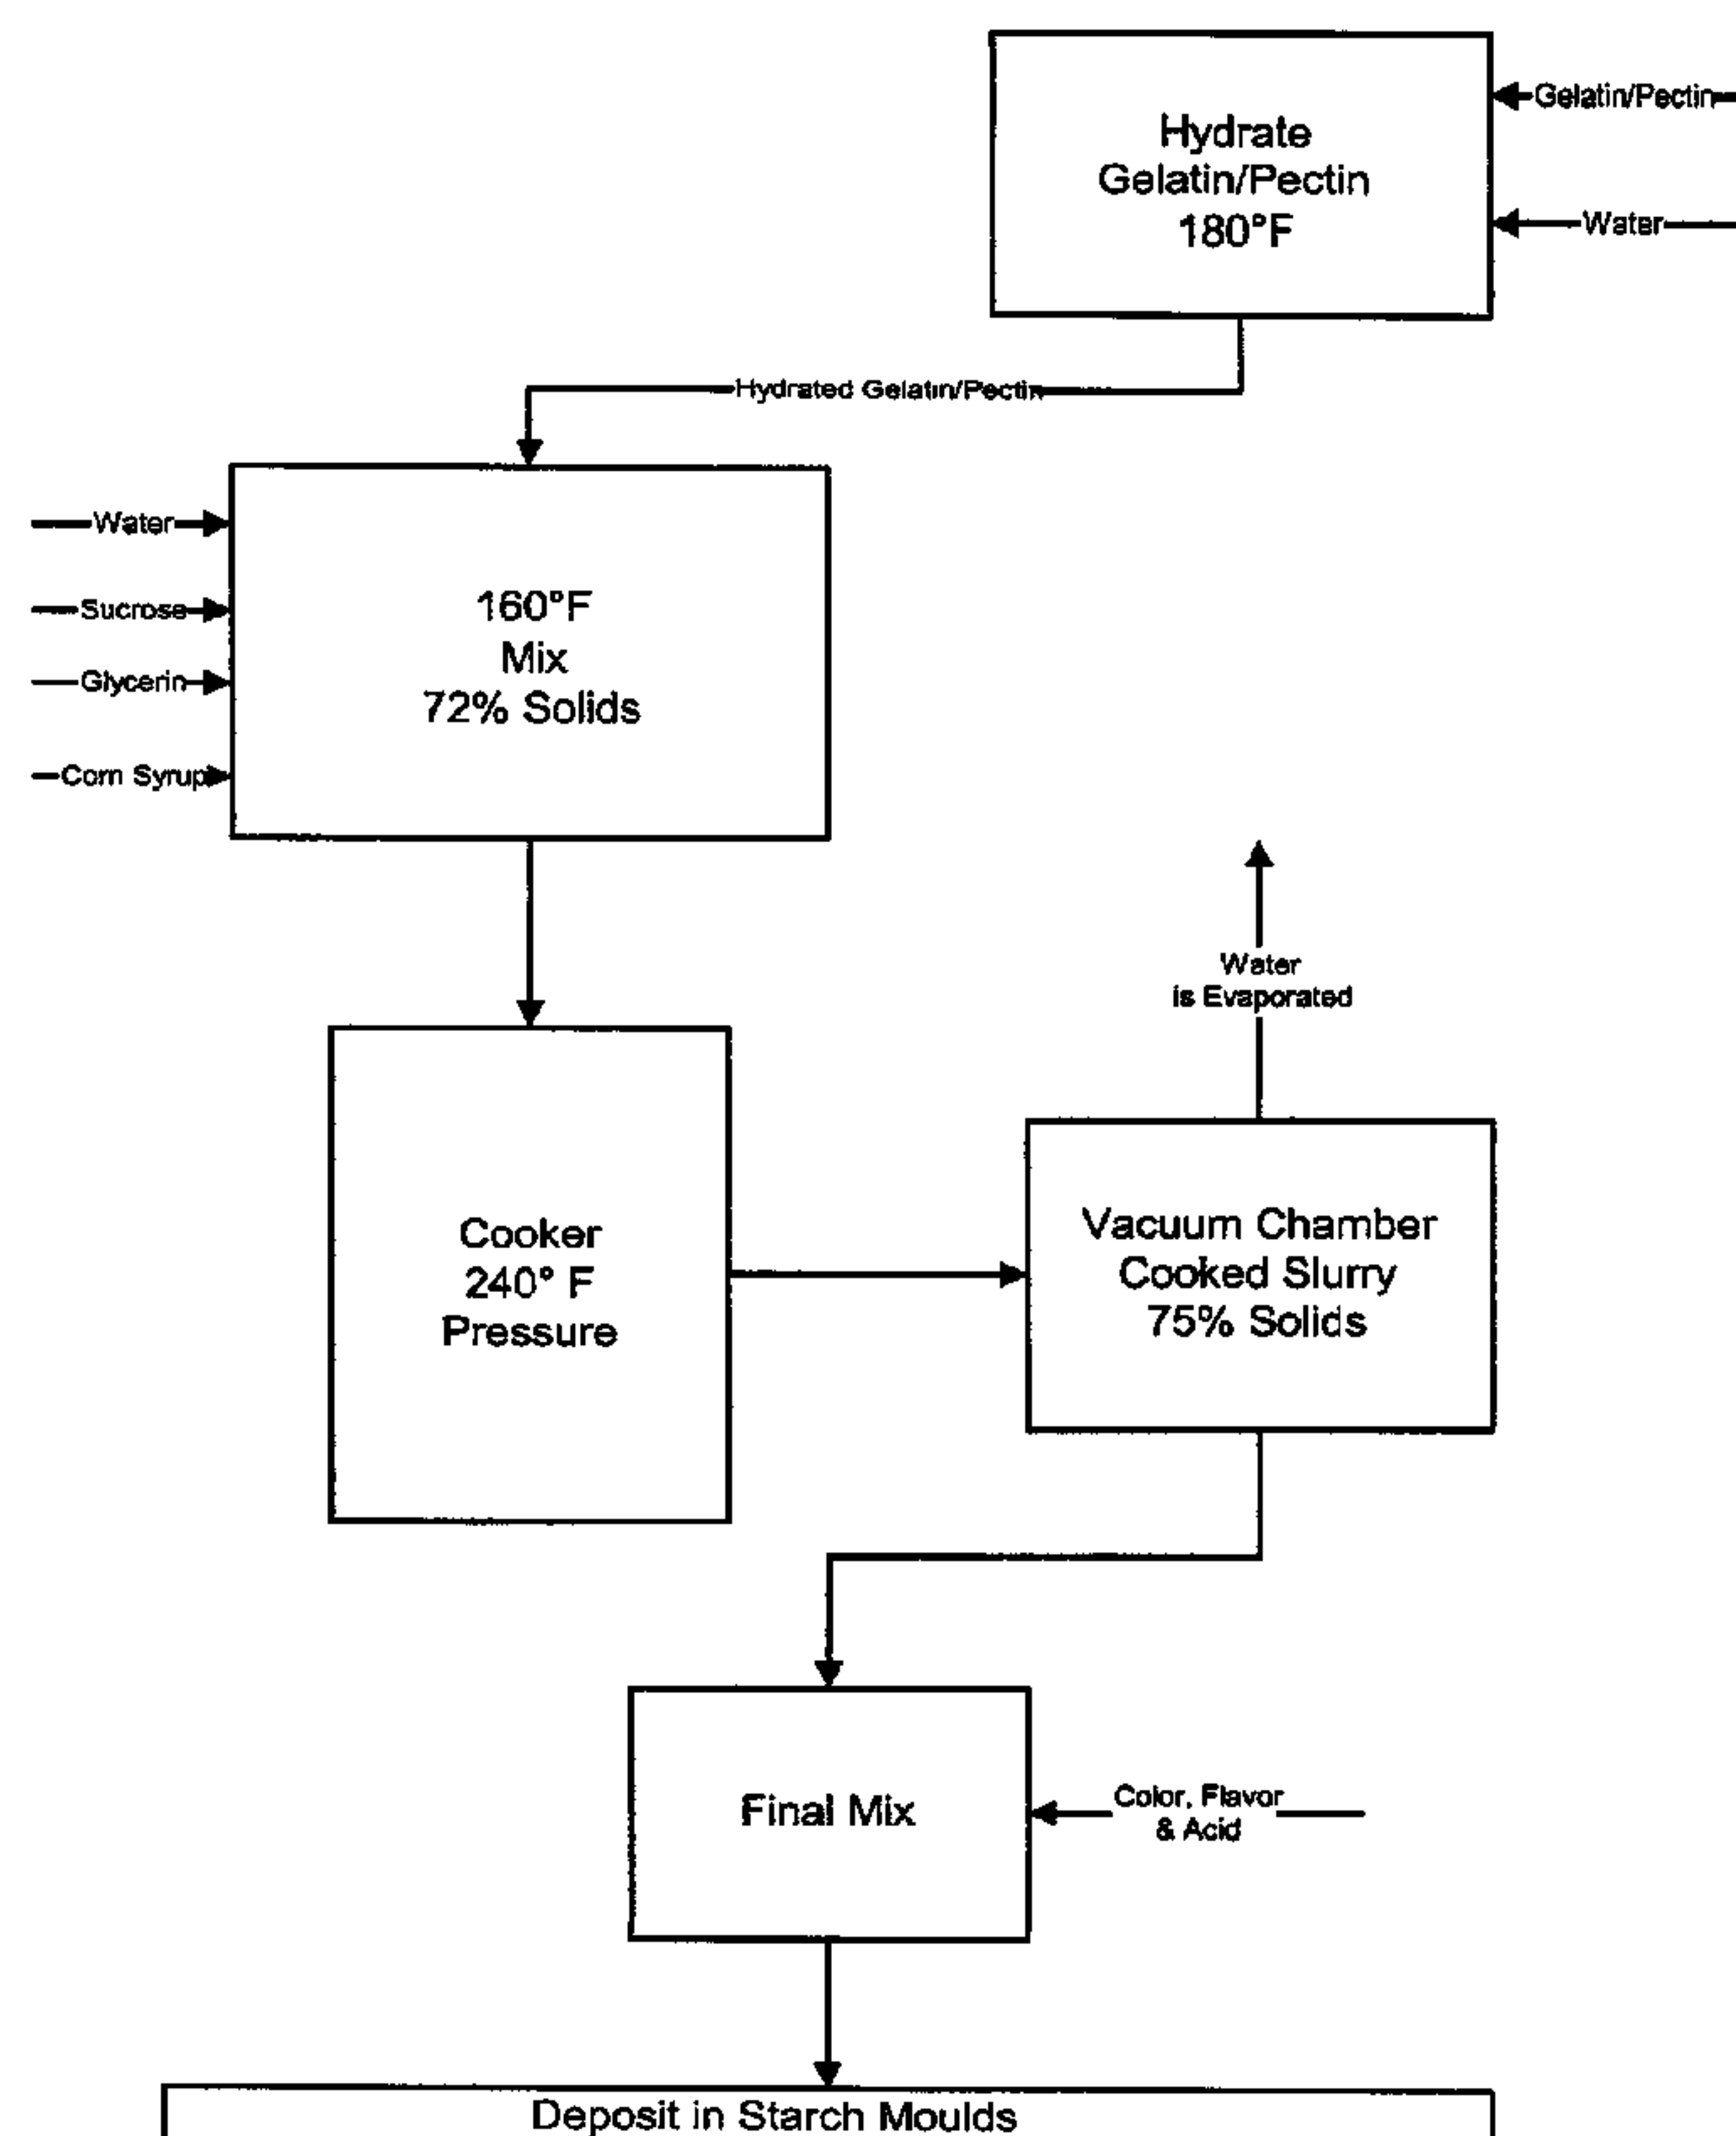 Hydrate
Gelatin/Pectin
180°F
Gelatin/Pectin
Water
Hydrated Gelatin/Pectin
Water
Sucrose
Glycerin
Corn Syrup
160°F
Mix
72% Solids
Water
is Evaporated
Cooker
240° F
Pressure
Vacuum Chamber
Cooked Slurry
75% Solids
Final Mix
Color, Flavor
& Acid
Deposit in Starch Moulds